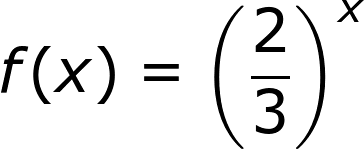 f(x) = (2/3)^x